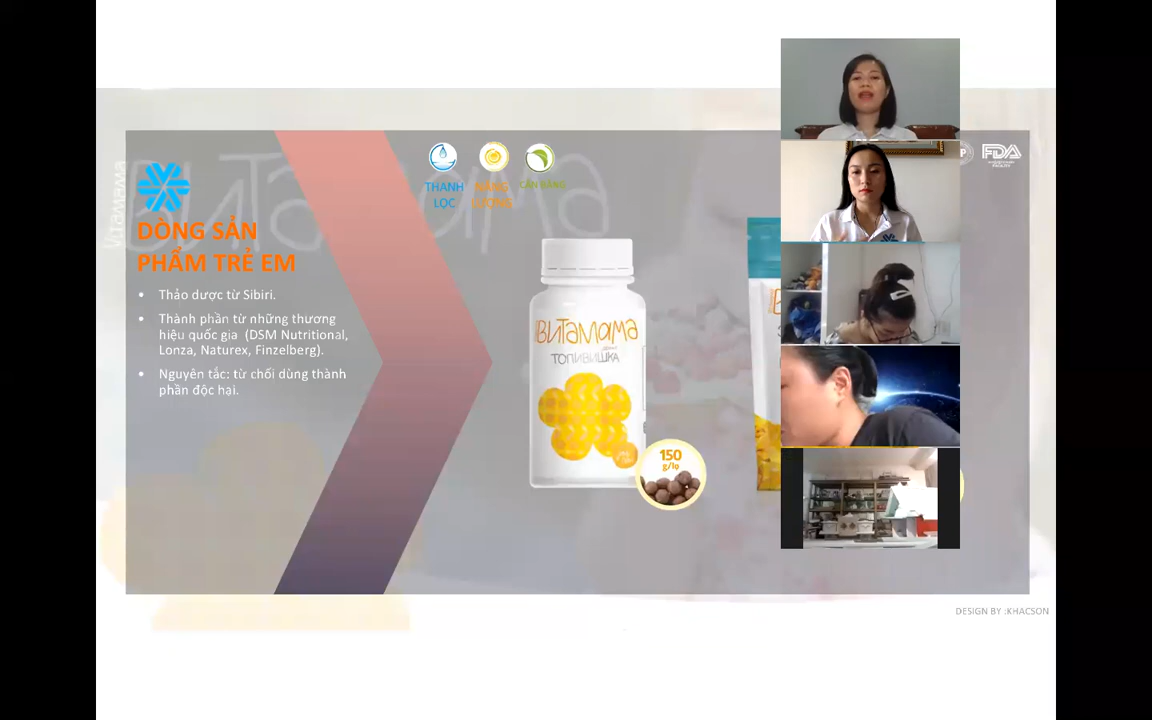 DÒNG SẢN
PHẨM TRẺ EM
• Thảo dược từ Sibiri.
• Thành phần từ những thương
hiệu quốc gia (DSM Nutritional,
Lonza, Naturex, Finzelberg).
• Nguyên tắc: từ chối dùng thành
phần độc hại.
THANH
LỌC
NĂNG
LƯỢNG
CÂN BẰNG
ВИТАМАМА
ТОПИВИШКА
150
g/lọ
FDA
DESIGN BY :KHACSON